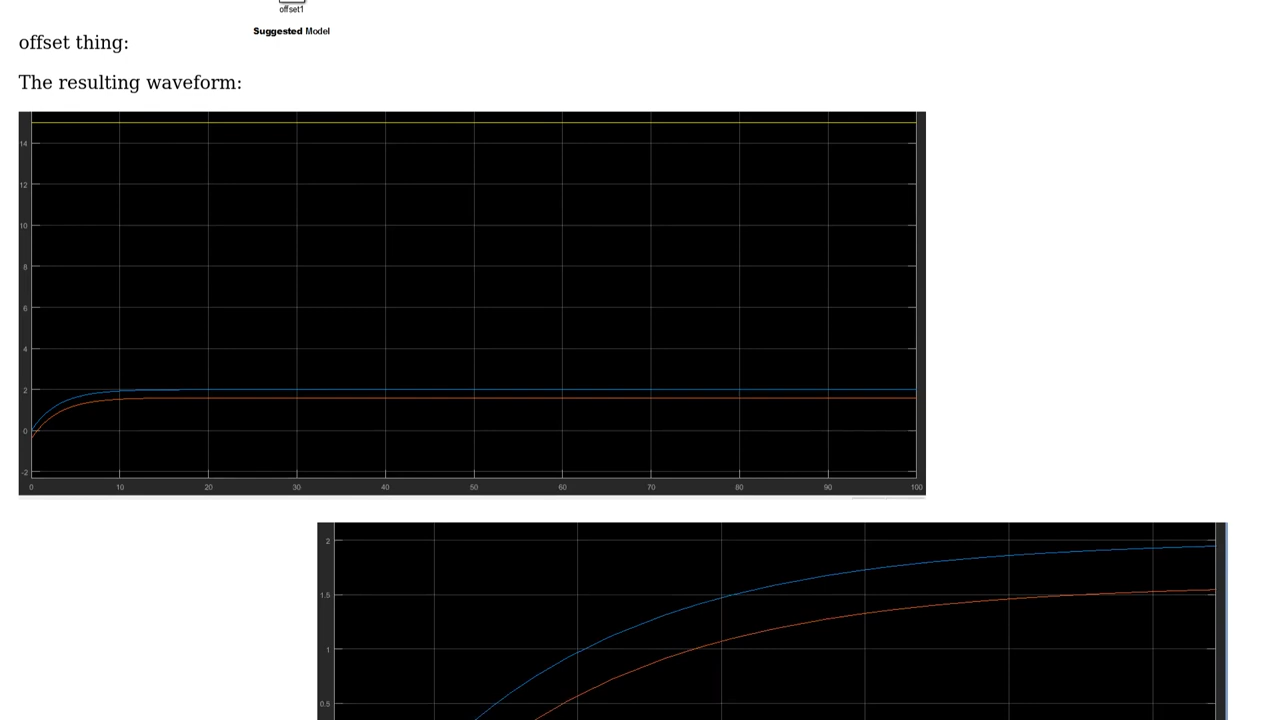 offset1
Suggested Model
offset thing:
The resulting waveform:
14
12
10
8
6
4
2
0
-2
0 10 20 30 40 50 60 70 80 90 100
2
1.5
1
0.5